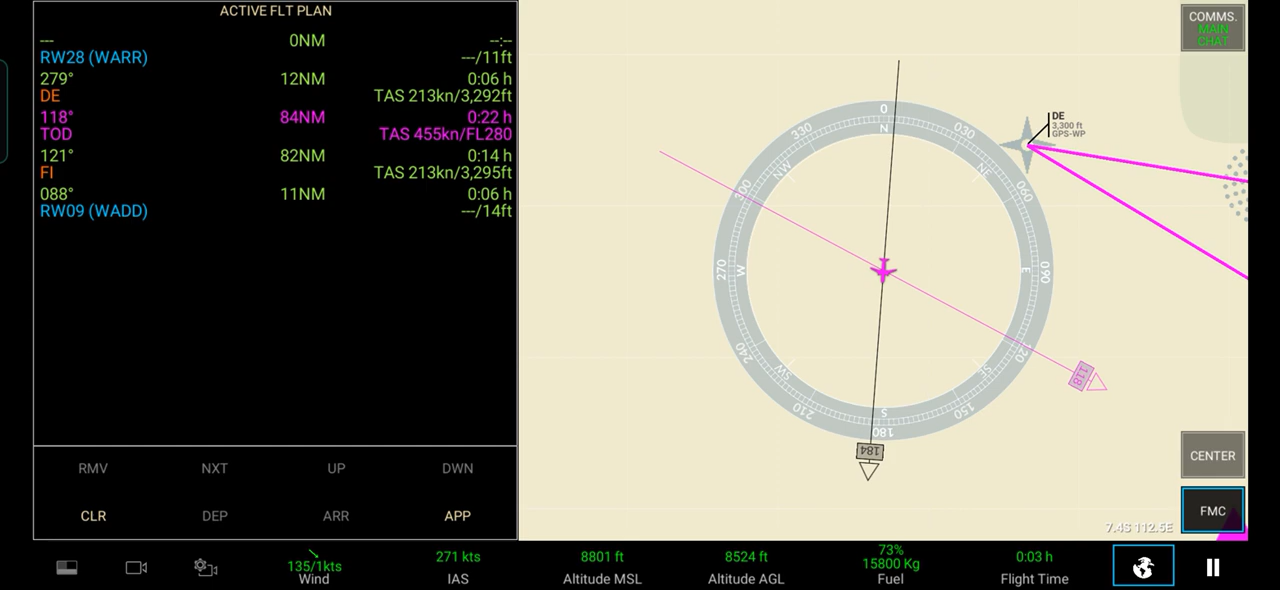 ACTIVE FLT PLAN
--- 0NM --:--
RW28 (WARR) ---/11ft
279° 12NM 0:06 h
DE TAS 213kn/3,292ft
118° 84NM 0:22 h
TOD TAS 455kn/FL280
121° 82NM 0:14 h
FI TAS 213kn/3,295ft
088° 11NM 0:06 h
RW09 (WADD) ---/14ft
RMV NXT UP DWN
CLR DEP ARR APP
COMMS.
MAIN
CHAT
DE
3,300 ft
GPS-WP
0
N
030
NE
060
E
090
120
SE
150
S
180
210
SW
240
W
270
300
NW
330
118
184
CENTER
FMC
7.4S 112.5E
135/1kts
Wind
271 kts
IAS
8801 ft
Altitude MSL
8524 ft
Altitude AGL
73%
15800 Kg
Fuel
0:03 h
Flight Time